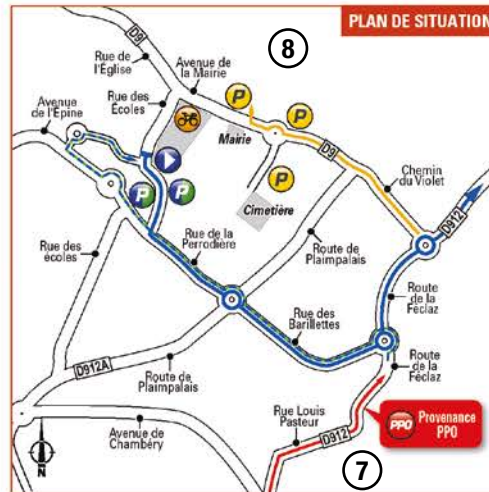 PLAN DE SITUATION
8
D9
Rue de
l'Église
Avenue de
la Mairie
P
P
Rue des
Écoles
Avenue
de l'Épine
Mairie
D9
P
P
P
Cimetière
Chemin
du Violet
D912
Rue des
écoles
Rue de la
Perrodière
Route de
Plaimpalais
Rue des
Barillettes
Route
de la
Féclaz
Route
de la
Féclaz
D912A
Route de
Plaimpalais
Avenue de
Chambéry
Rue Louis
Pasteur
D912
PPO
Provenance
PPO
N
7